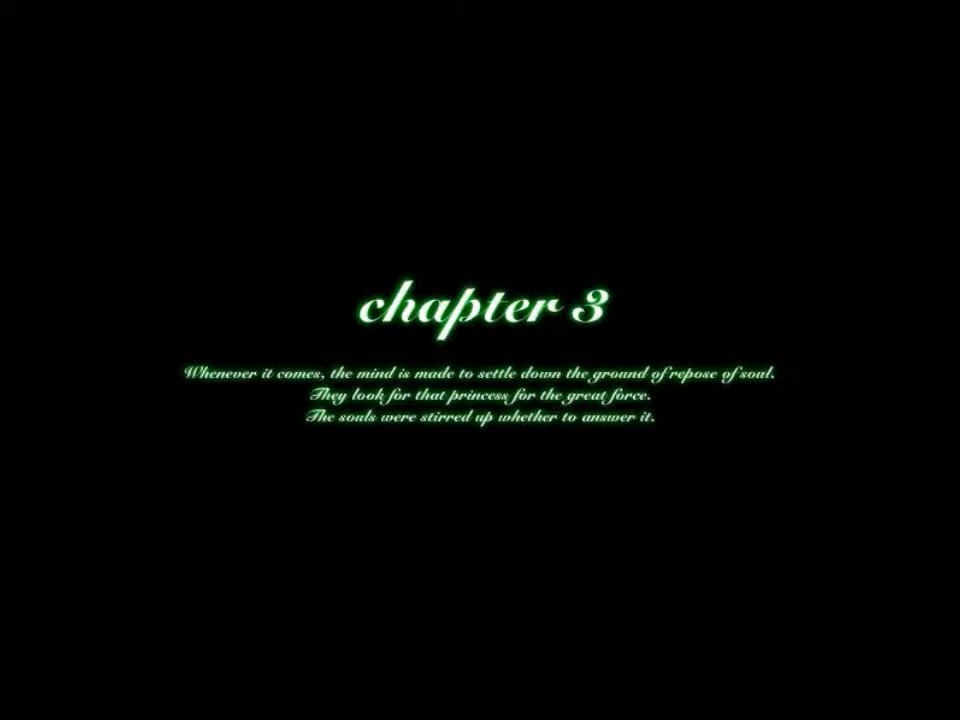 chapter 3
Whenever it comes, the mind is made to settle down the ground of repose of soul.
They look for that princess for the great force.
The souls were stirred up whether to answer it.